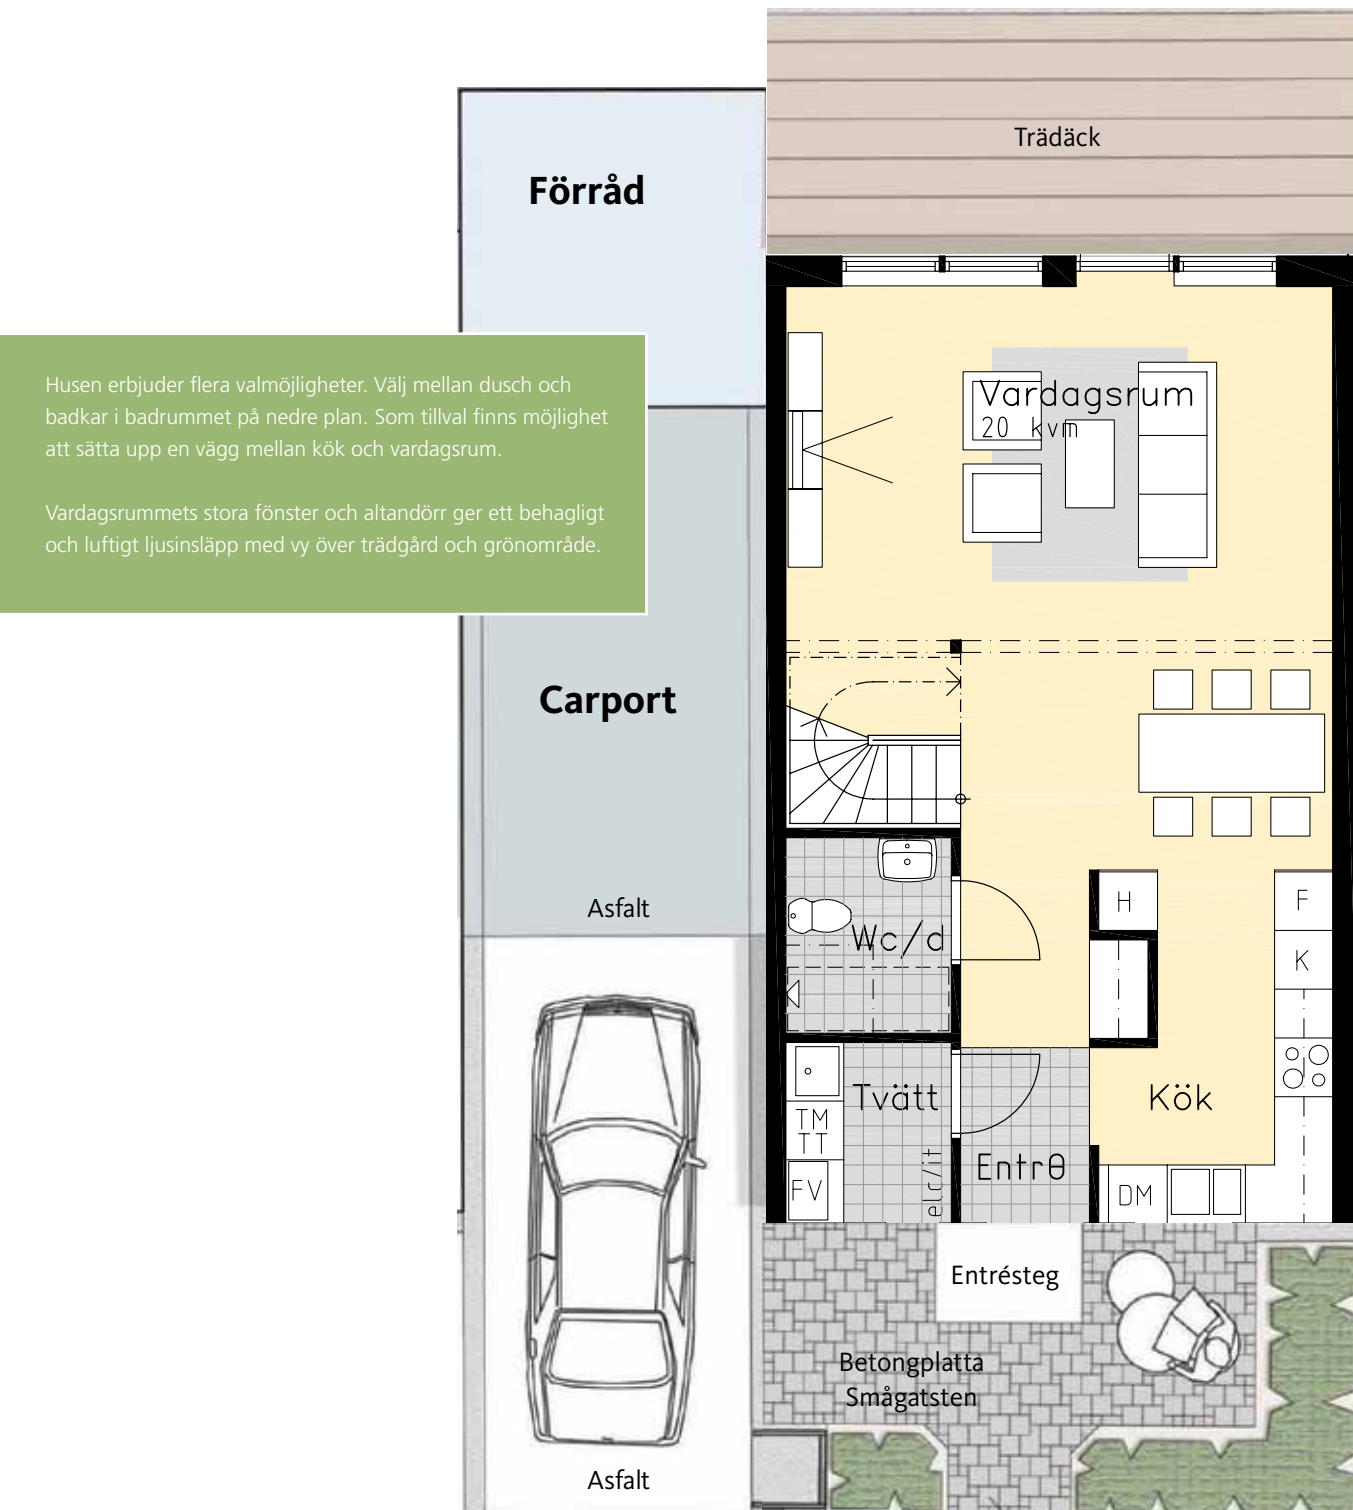 Trädäck
Förråd
Husen erbjuder flera valmöjligheter. Välj mellan dusch och
badkar i badrummet på nedre plan. Som tillval finns möjlighet
att sätta upp en vägg mellan kök och vardagsrum.
Vardagsrummets stora fönster och altandörr ger ett behagligt
och luftigt ljusinsläpp med vy över trädgård och grönområde.
Vardagsrum
20 kvm
Carport
Asfalt
H
F
Wc/d
K
Tvätt
Kök
TM
TT
elc/it
Entrθ
FV
DM
Entrésteg
Betongplatta
Smågatsten
Asfalt